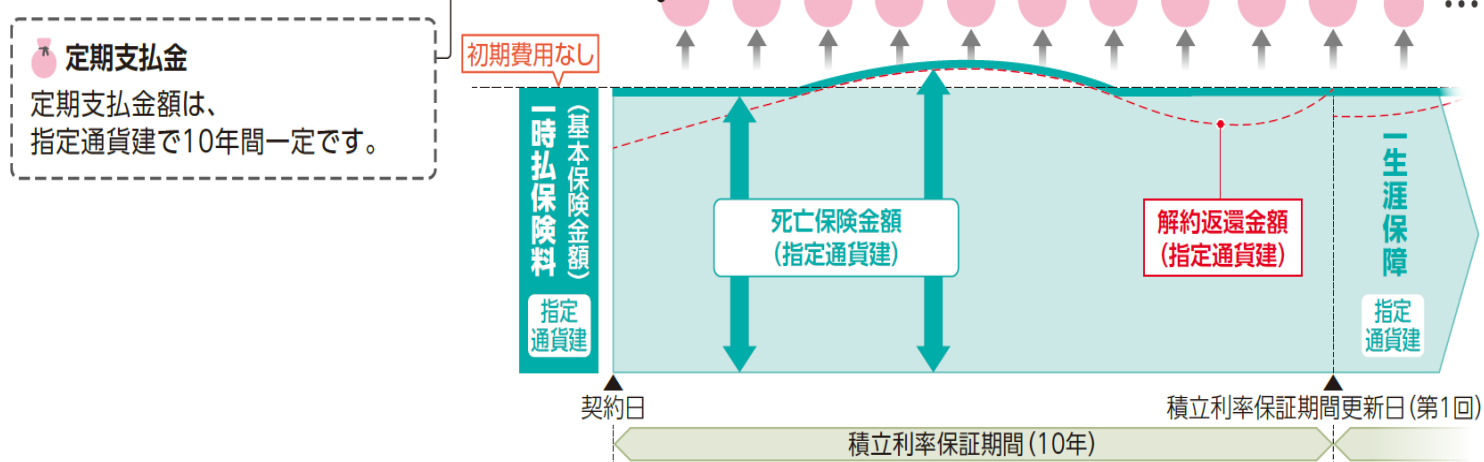 定期支払金
定期支払金額は、
指定通貨建で10年間一定です。
初期費用なし
…
一時払保険料
(基本保険金額)
指定
通貨建
死亡保険金額
(指定通貨建)
解約返還金額
(指定通貨建)
一生涯保障
指定
通貨建
契約日
積立利率保証期間更新日(第1回)
積立利率保証期間(10年)